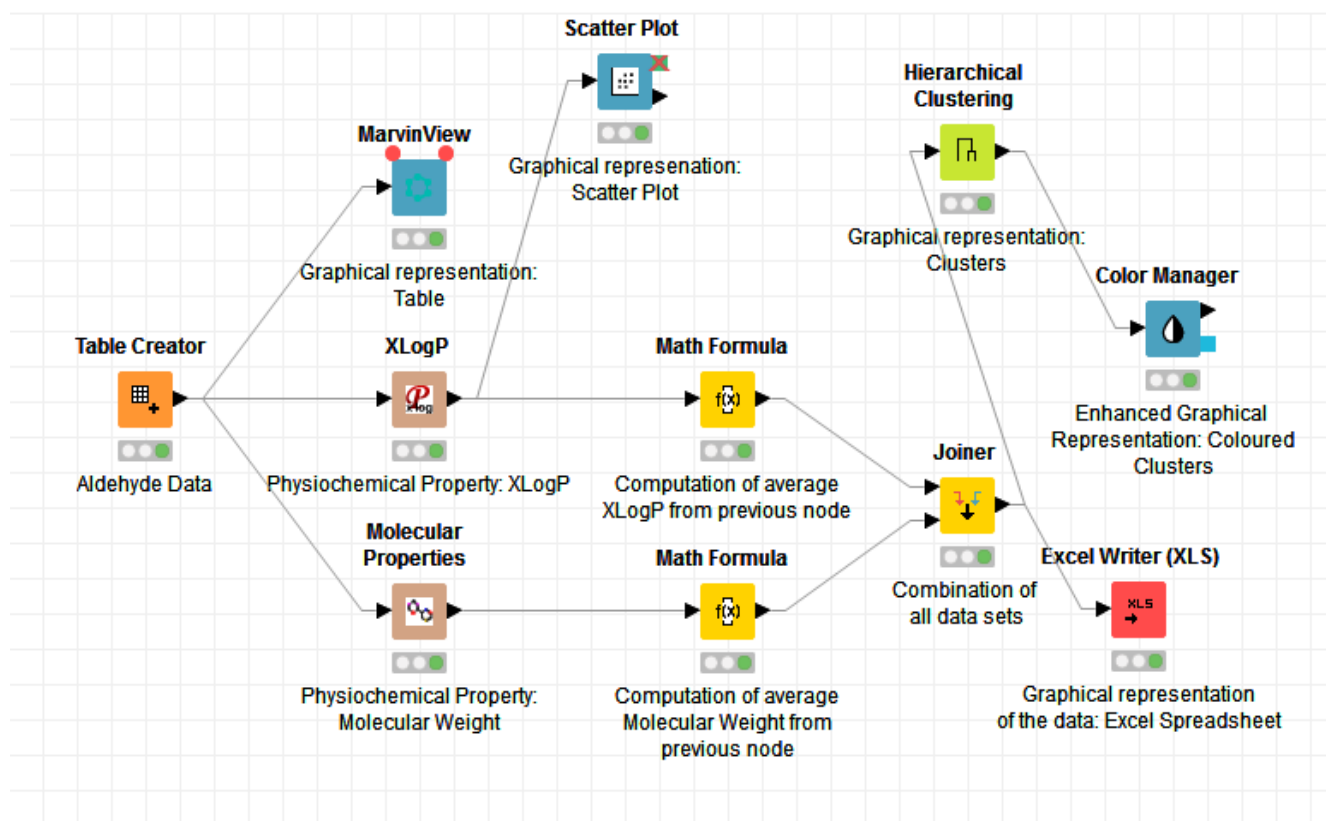 Scatter Plot
Graphical represenation:
Scatter Plot
Hierarchical
Clustering
Graphical representation:
Clusters
MarvinView
Graphical representation:
Table
Color Manager
Enhanced Graphical
Representation: Coloured
Clusters
Table Creator
Aldehyde Data
XLogP
P
xlog
Physiochemical Property: XLogP
Math Formula
f(x)
Computation of average
XLogP from previous node
Joiner
Combination of
all data sets
Molecular
Properties
Physiochemical Property:
Molecular Weight
Math Formula
f(x)
Computation of average
Molecular Weight from
previous node
Excel Writer (XLS)
XLS
Graphical representation
of the data: Excel Spreadsheet